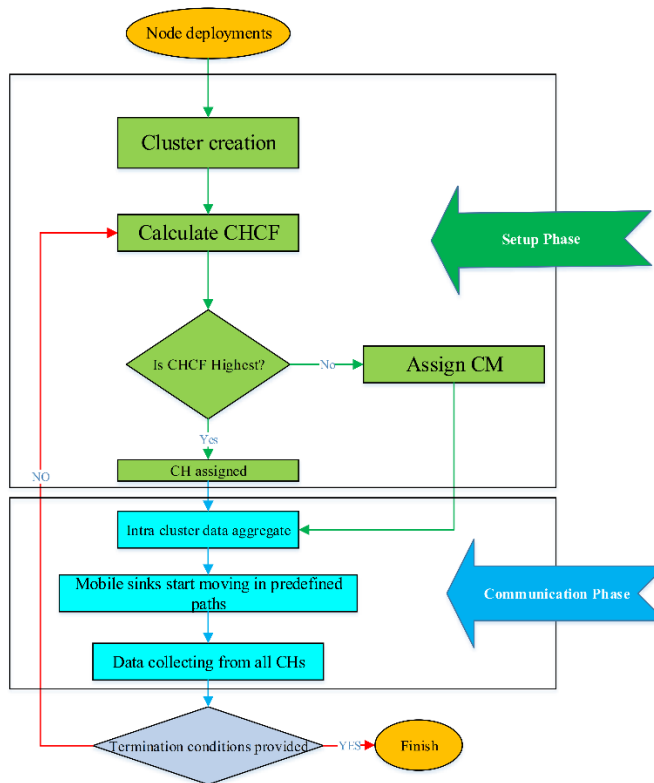 Node deployments
Cluster creation
Calculate CHCF
Setup Phase
Is CHCF Highest?
No
Assign CM
Yes
CH assigned
NO
Intra cluster data aggregate
Mobile sinks start moving in predefined
paths
Communication Phase
Data collecting from all CHs
Termination conditions provided
YES
Finish